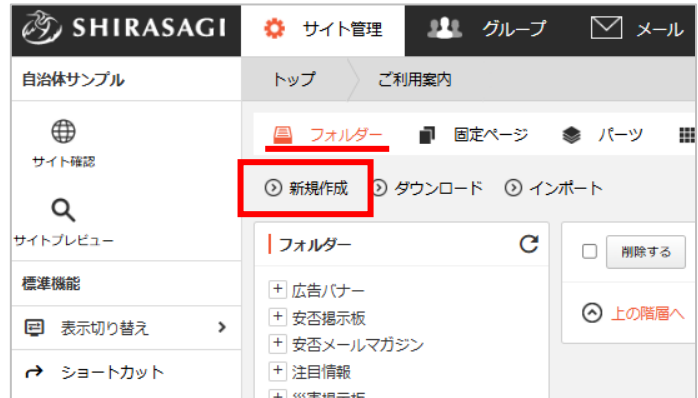 SHIRASAGI サイト管理 グループ メール
自治体サンプル
トップ ご利用案内
サイト確認
フォルダー 固定ページ パーツ
新規作成 ダウンロード インポート
サイトプレビュー
フォルダー
削除する
標準機能
広告バナー
上の階層へ
安否掲示板
表示切り替え
安否メールマガジン
注目情報
ショートカット